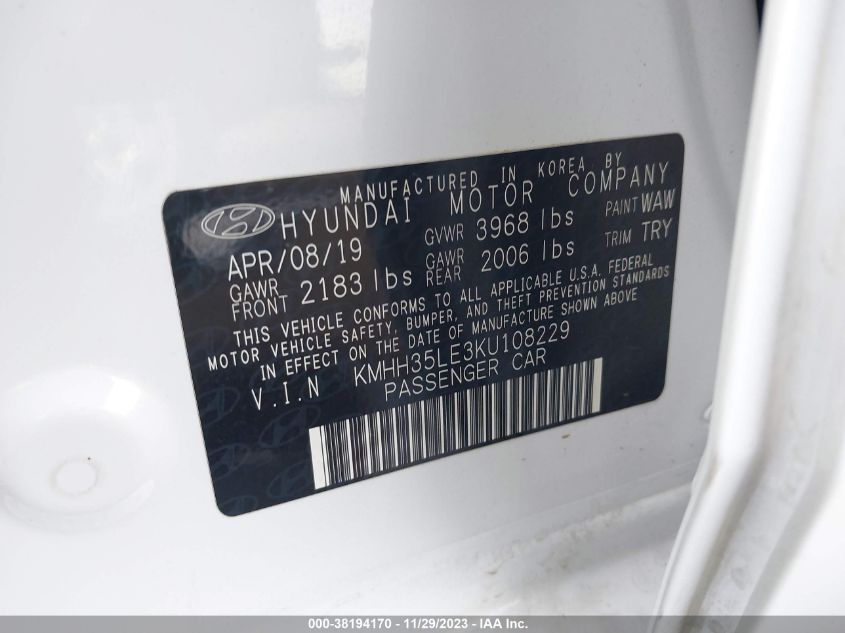 MANUFACTURED IN KOREA BY
HYUNDAI MOTOR COMPANY
APR/08/19 GVWR 3968 lbs PAINT WAW
GAWR FRONT 2183 lbs GAWR REAR 2006 lbs TRIM TRY
THIS VEHICLE CONFORMS TO ALL APPLICABLE U.S.A. FEDERAL
MOTOR VEHICLE SAFETY, BUMPER, AND THEFT PREVENTION STANDARDS
IN EFFECT ON THE DATE OF MANUFACTURE SHOWN ABOVE
V.I.N KMHH35LE3KU108229
PASSENGER CAR
000-38194170 - 11/29/2023 - IAA Inc.